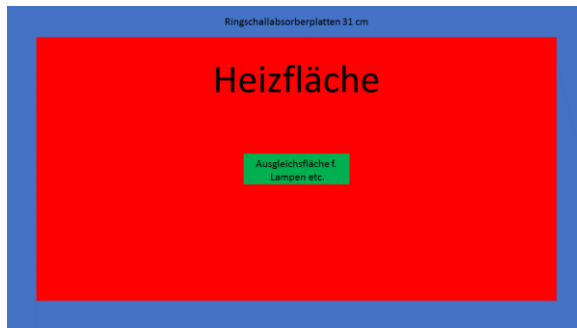 Ringschallabsorberplatten 31 cm
Heizfläche
Ausgleichsfläche f.
Lampen etc.